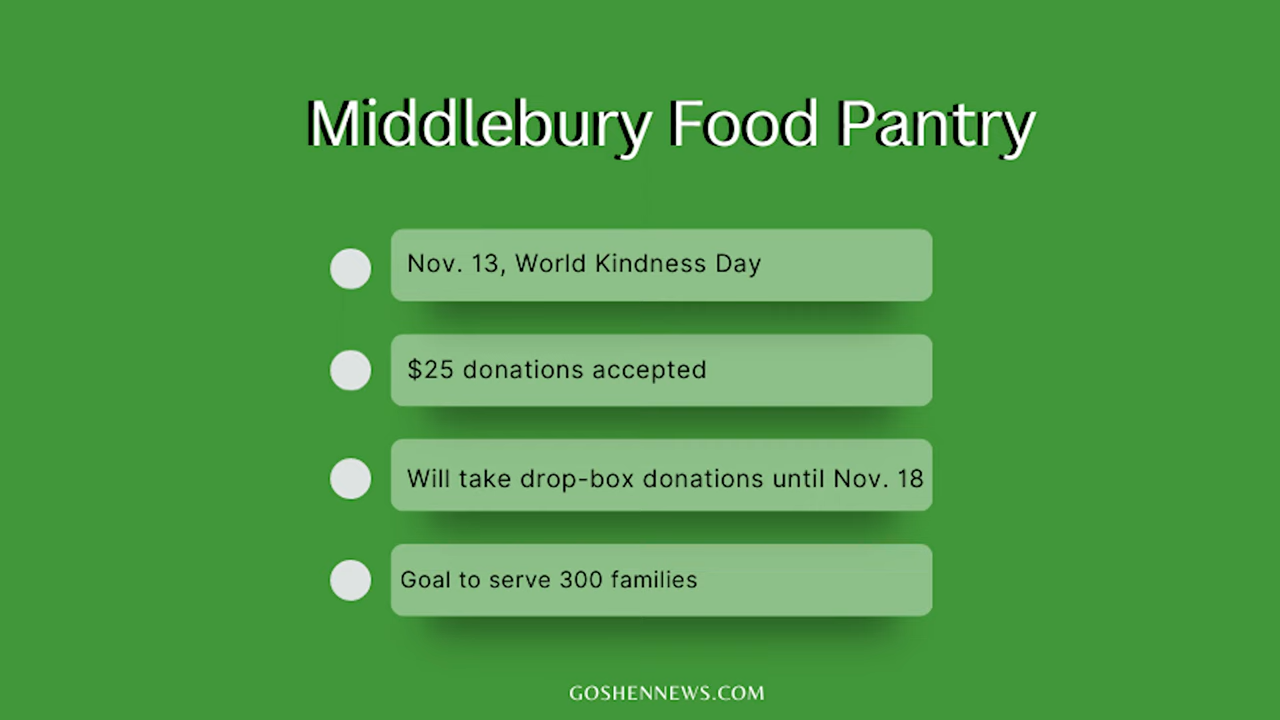 Middlebury Food Pantry
Nov. 13, World Kindness Day
$25 donations accepted
Will take drop-box donations until Nov. 18
Goal to serve 300 families
GOSHENNEWS.COM